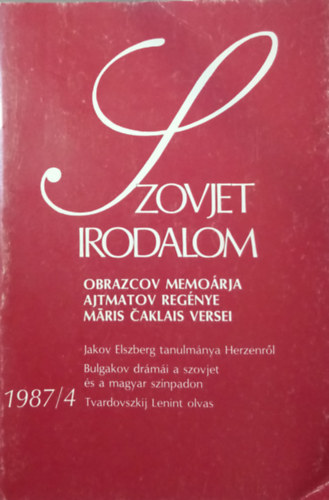 SZOVJET
IRODALOM
OBRAZCOV MEMOÁRJA
AJTMATOV REGÉNYE
MĀRIS ČAKLAIS VERSEI
Jakov Elszberg tanulmánya Herzenről
Bulgakov drámái a szovjet
és a magyar színpadon
1987/4 Tvardovszkij Lenint olvas